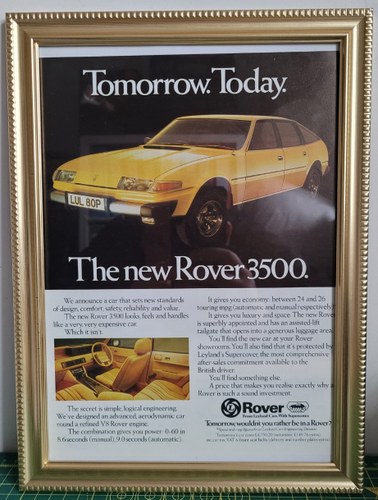 Tomorrow. Today.
LUL 80P
The new Rover 3500.
We announce a car that sets new standards
of design, comfort, safety, reliability and value.
The new Rover 3500 looks, feels and handles
like a very very expensive car.
Which it isn't.
The secret is simple, logical engineering.
We've designed an aerodynamic car
round a refined V8 Rover engine.
The combination gives you power: 0-60 in
8.6 seconds (manual), 9.0 seconds (automatic).
It gives you economy: between 24 and 26
touring mpg (automatic and manual respectively)
It gives you luxury and space. The new Rover
is superbly appointed and has an assisted-lift
tailgate that opens into a generous luggage area.
You'll find the new car at your Rover
showrooms. You'll also find that it's protected by
Leyland's Supercover, the most comprehensive
after-sales commitment available to the
British driver.
You'll find something else.
A price that makes you realise exactly why a
Rover is such a sound investment.
Rover
From Leyland Cars. With Supercover.
Tomorrow wouldn't you rather be in a Rover?